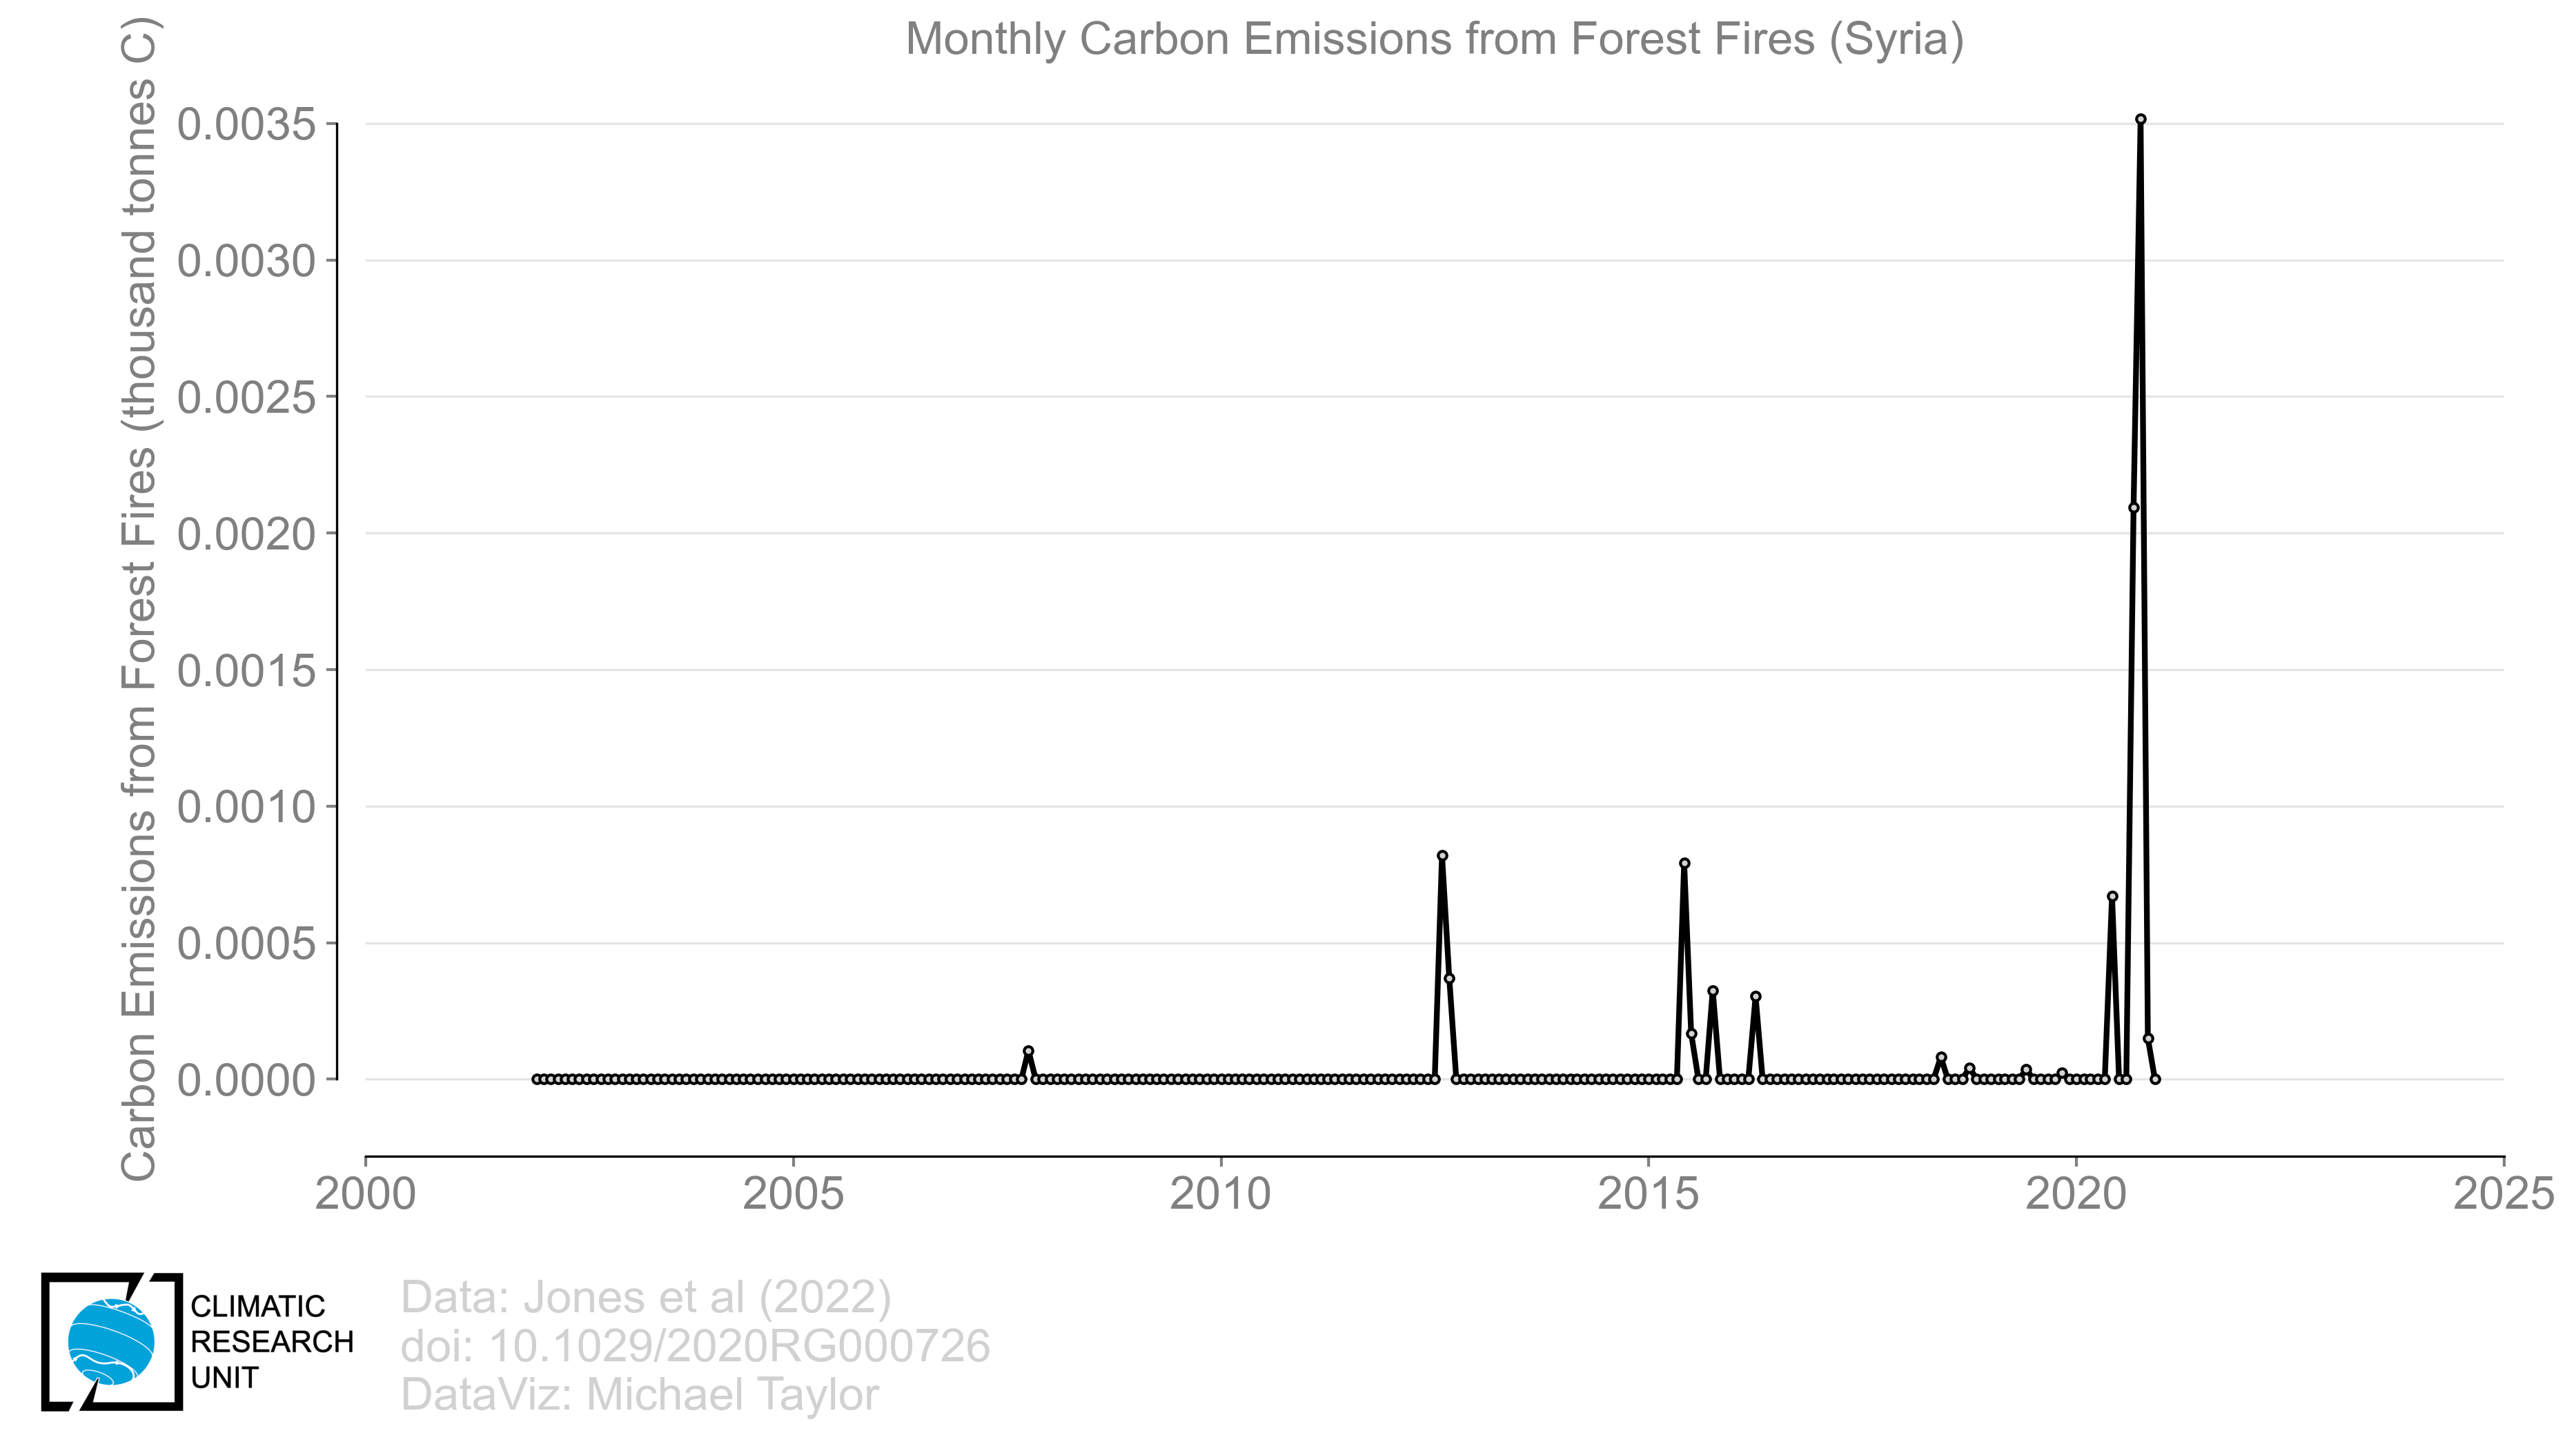 Monthly Carbon Emissions from Forest Fires (Syria)
Carbon Emissions from Forest Fires (thousand tonnes C)
0.0035
0.0030
0.0025
0.0020
0.0015
0.0010
0.0005
0.0000
2000 2005 2010 2015 2020 2025
CLIMATIC
RESEARCH
UNIT
Data: Jones et al (2022)
doi: 10.1029/2020RG000726
DataViz: Michael Taylor